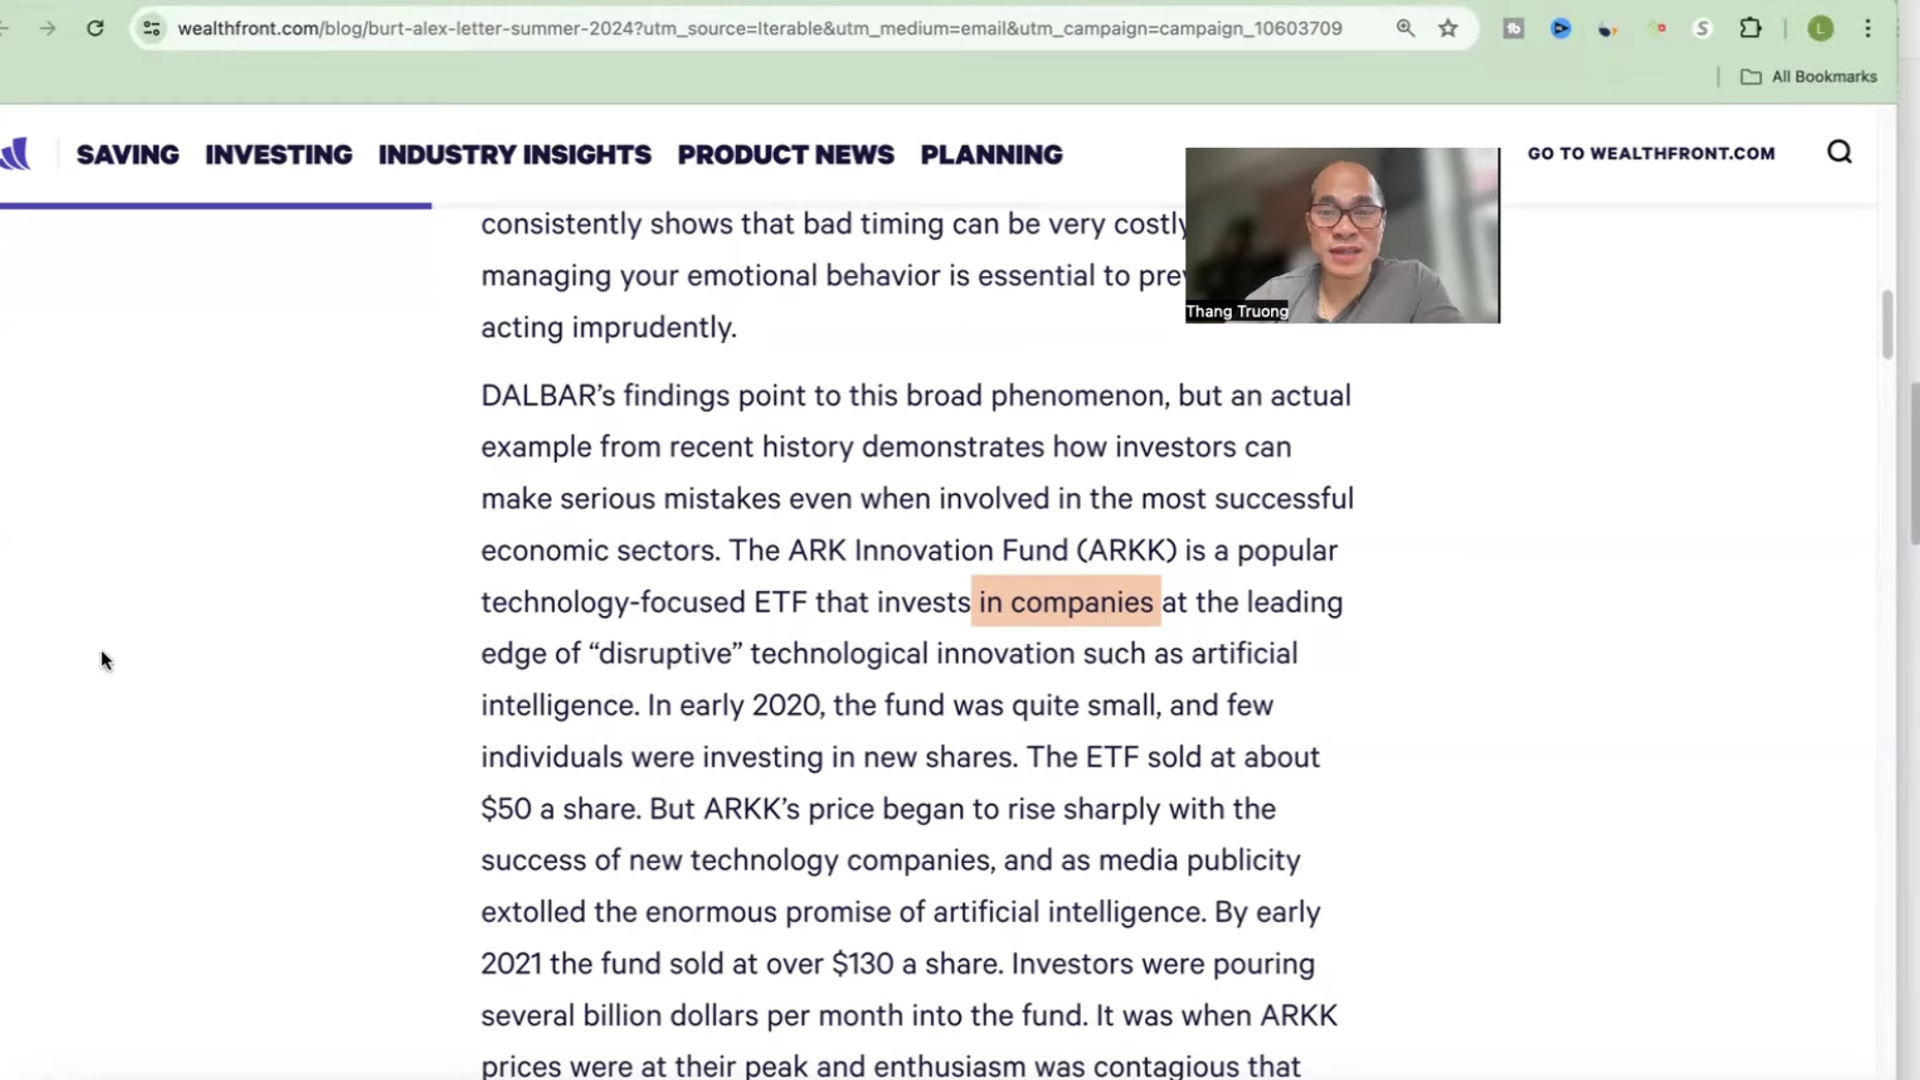 wealthfront.com/blog/burt-alex-letter-summer-2024?utm_source=Iterable&utm_medium=email&utm_campaign=campaign_10603709
L
All Bookmarks
SAVING INVESTING INDUSTRY INSIGHTS PRODUCT NEWS PLANNING
GO TO WEALTHFRONT.COM
Thang Truong
consistently shows that bad timing can be very costly
managing your emotional behavior is essential to prev
acting imprudently.
DALBAR’s findings point to this broad phenomenon, but an actual
example from recent history demonstrates how investors can
make serious mistakes even when involved in the most successful
economic sectors. The ARK Innovation Fund (ARKK) is a popular
technology-focused ETF that invests in companies at the leading
edge of “disruptive” technological innovation such as artificial
intelligence. In early 2020, the fund was quite small, and few
individuals were investing in new shares. The ETF sold at about
$50 a share. But ARKK’s price began to rise sharply with the
success of new technology companies, and as media publicity
extolled the enormous promise of artificial intelligence. By early
2021 the fund sold at over $130 a share. Investors were pouring
several billion dollars per month into the fund. It was when ARKK
prices were at their peak and enthusiasm was contagious that